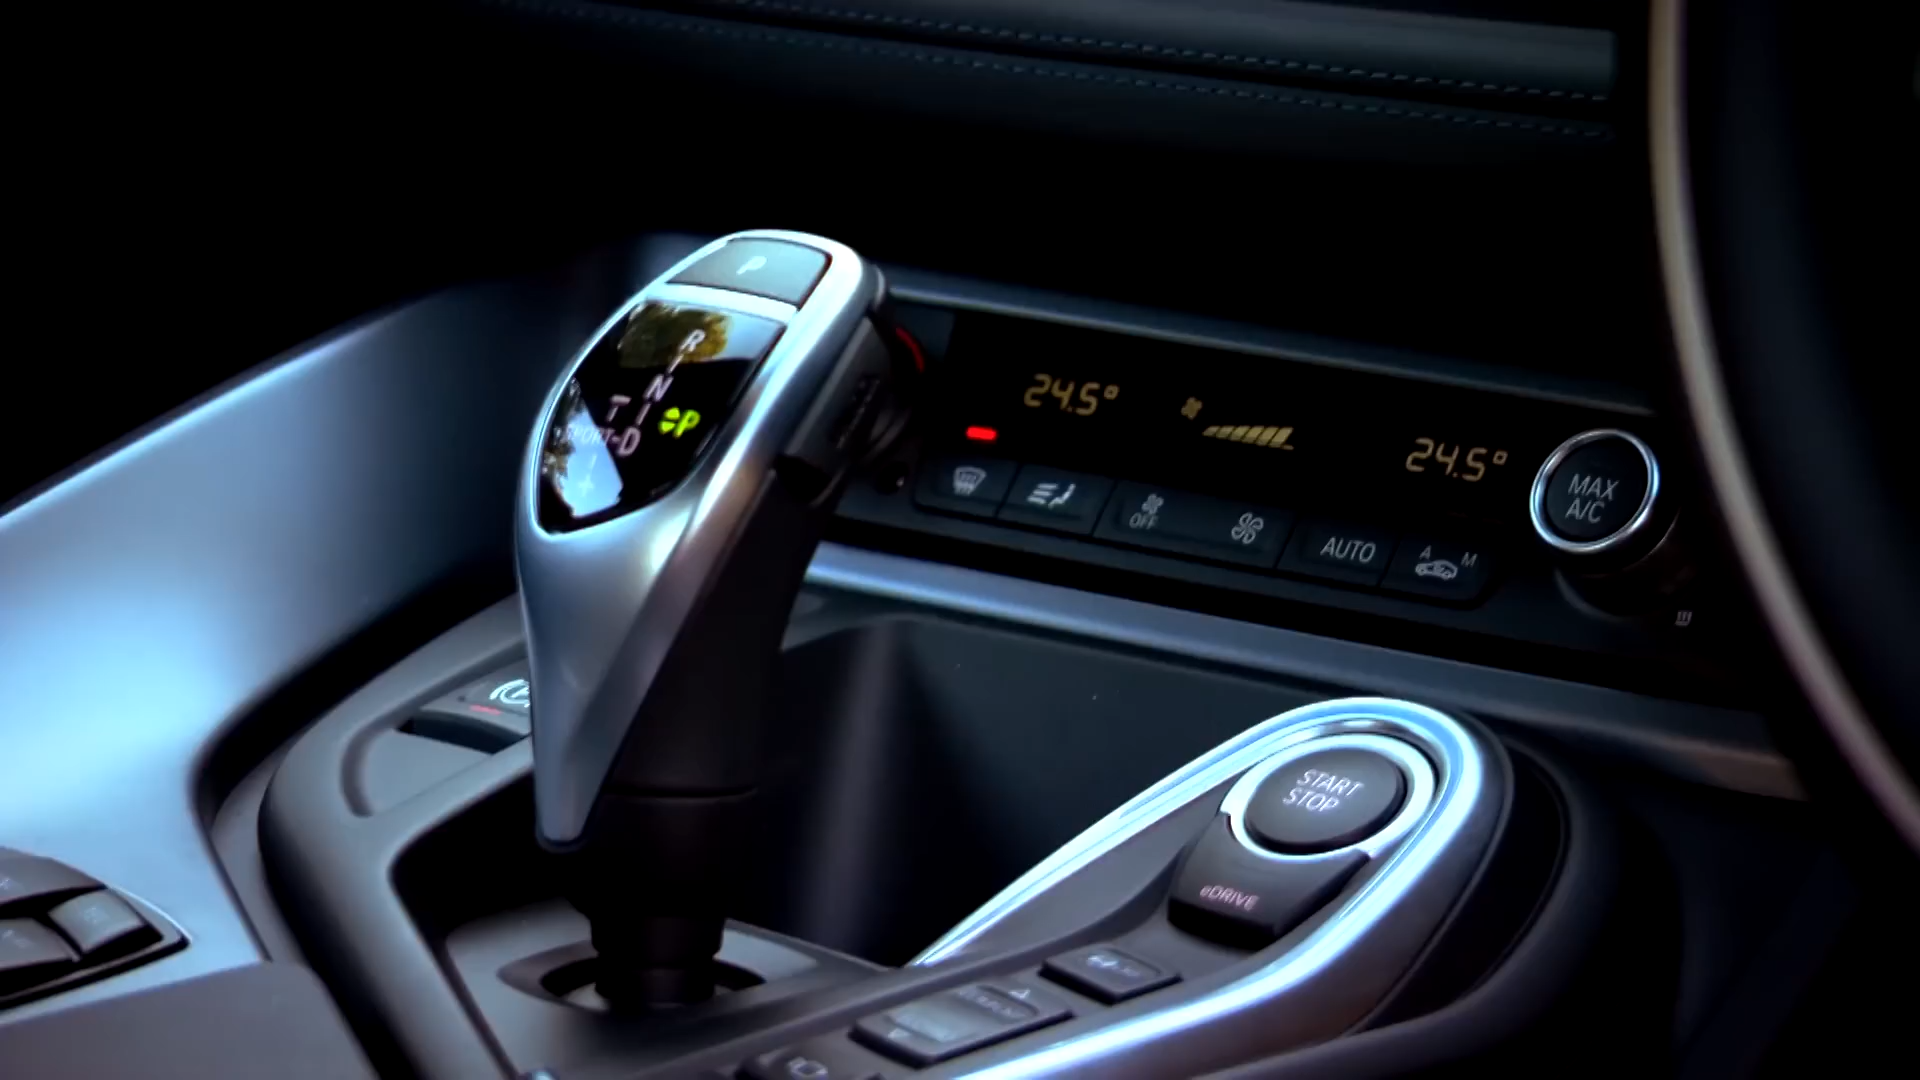 P
R
N
SPORT-D
P
+
24.5°
24.5°
MAX
A/C
OFF
AUTO
A M
START
STOP
eDRIVE